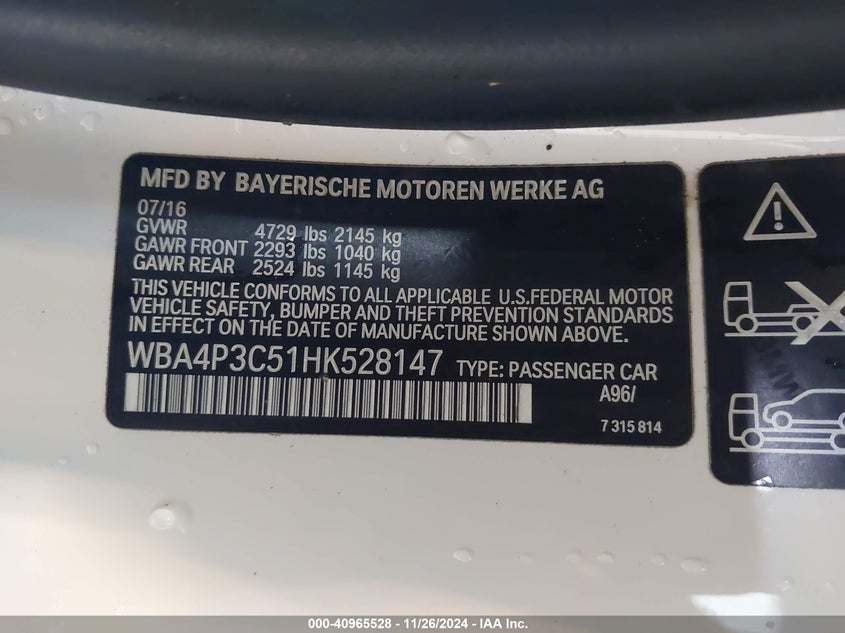 MFD BY BAYERISCHE MOTOREN WERKE AG
07/16
GVWR 4729 lbs 2145 kg
GAWR FRONT 2293 lbs 1040 kg
GAWR REAR 2524 lbs 1145 kg
THIS VEHICLE CONFORMS TO ALL APPLICABLE U.S.FEDERAL MOTOR
VEHICLE SAFETY, BUMPER AND THEFT PREVENTION STANDARDS
IN EFFECT ON THE DATE OF MANUFACTURE SHOWN ABOVE.
WBA4P3C51HK528147 TYPE: PASSENGER CAR
A96/
7 315 814
000-40965528 - 11/26/2024 - IAA Inc.